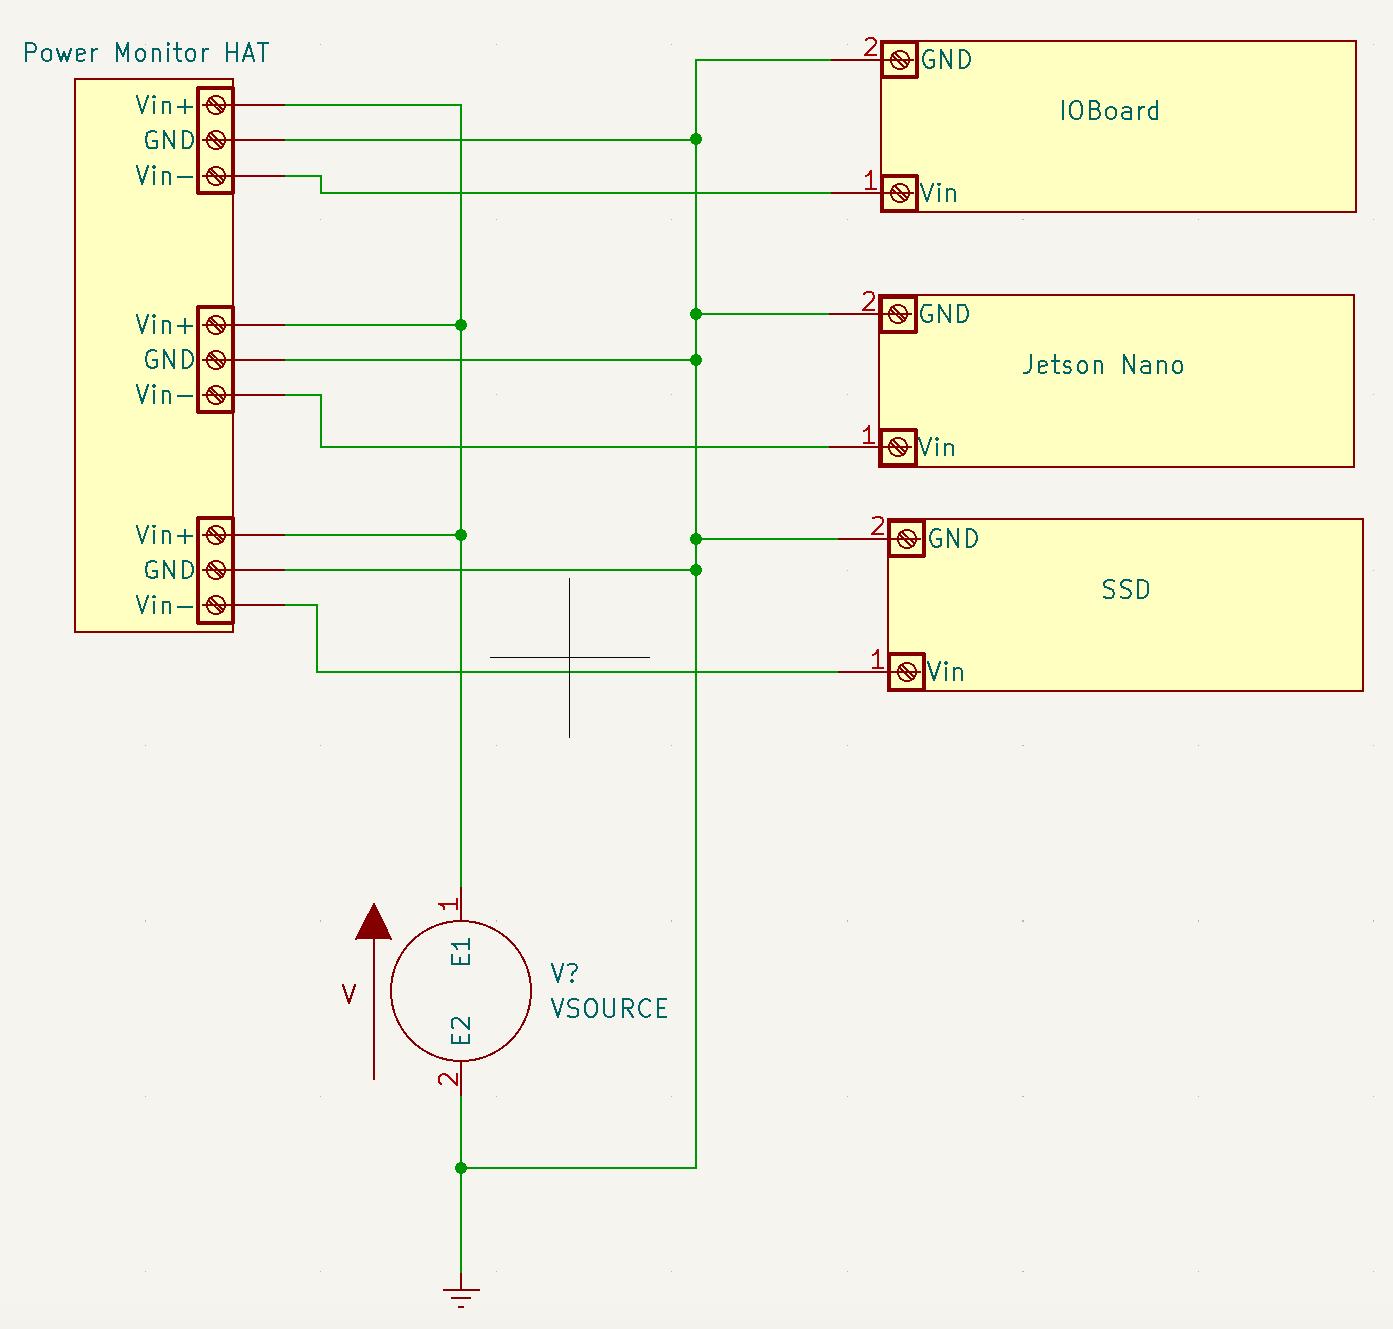 Power Monitor HAT
Vin+
GND
Vin-
Vin+
GND
Vin-
Vin+
GND
Vin-
2
GND
IOBoard
1
Vin
2
GND
Jetson Nano
1
Vin
2
GND
SSD
1
Vin
1
E1
V
V?
VSOURCE
E2
2